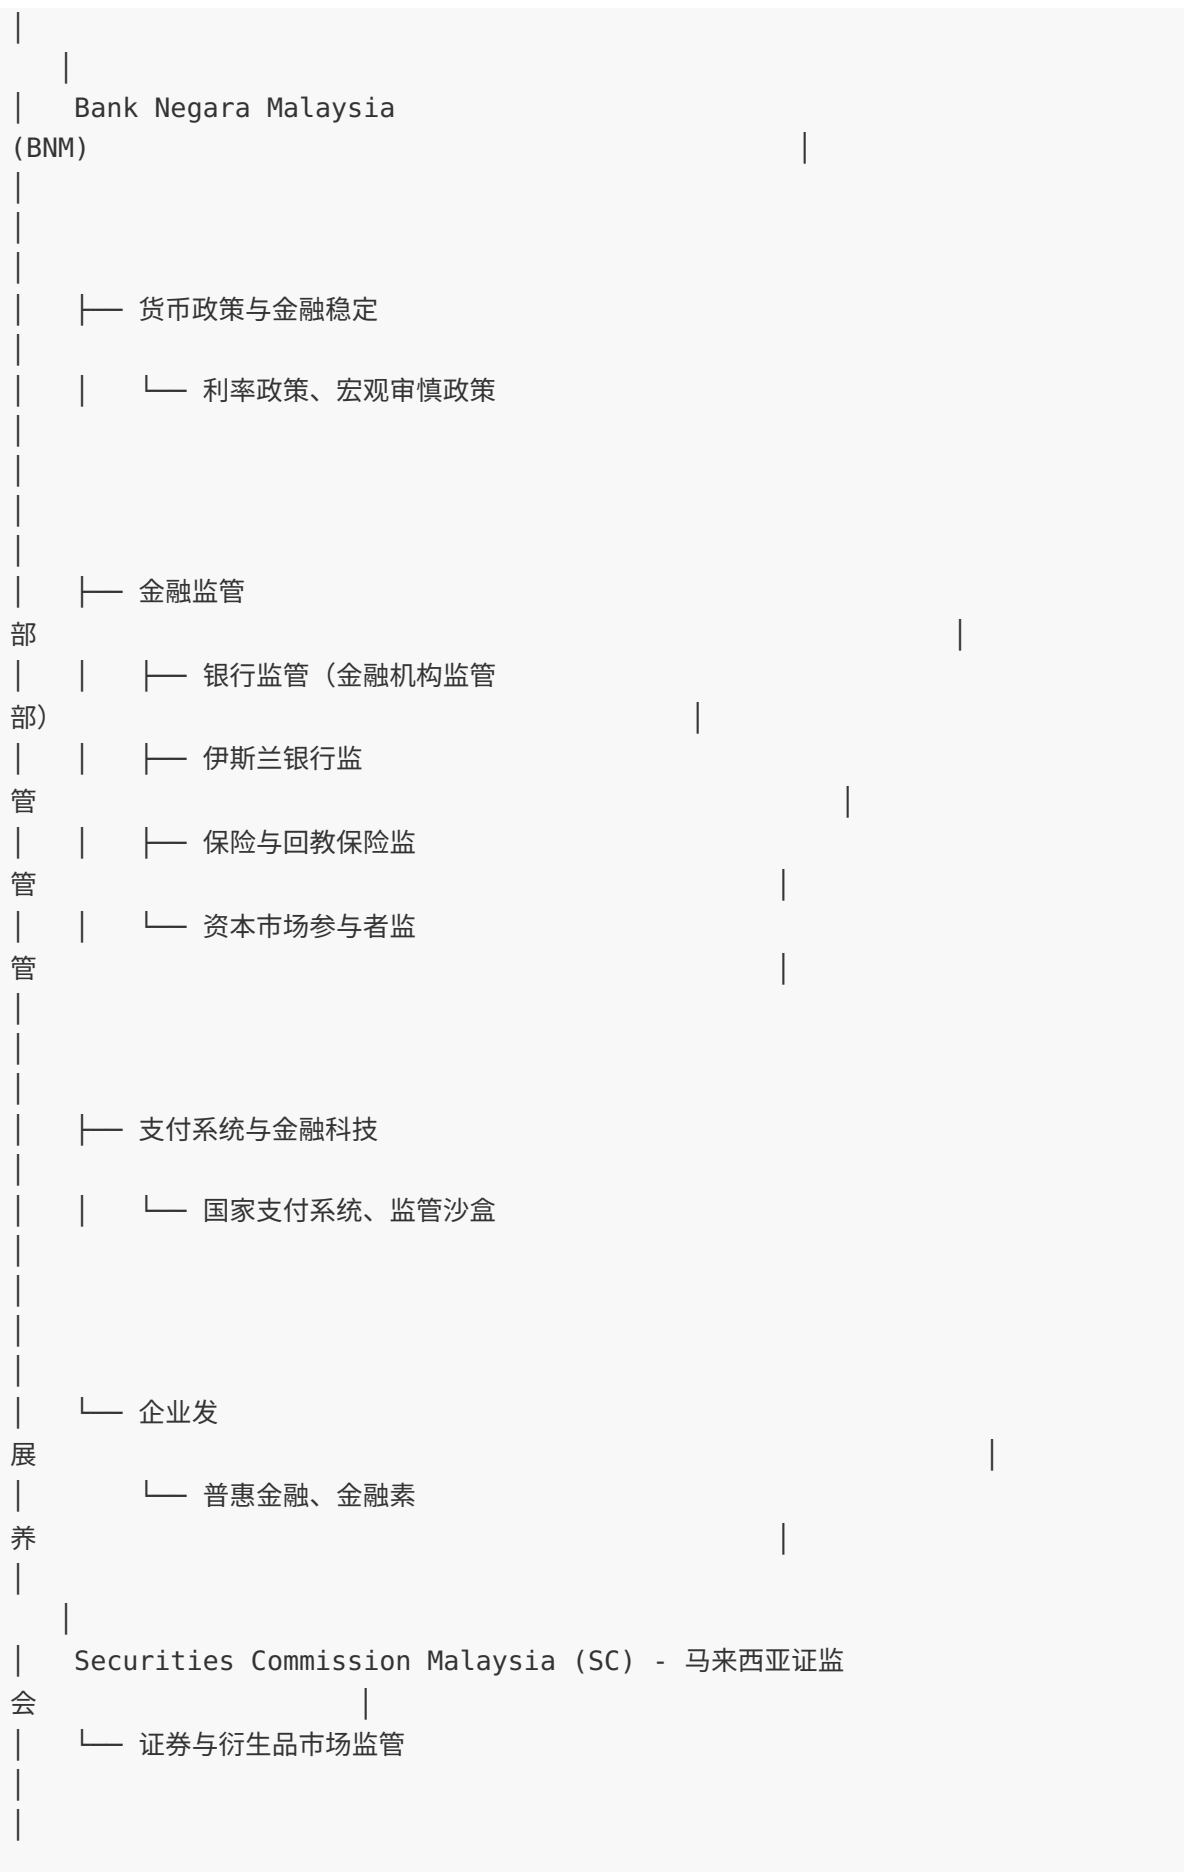 Bank Negara Malaysia
(BNM)
├── 货币政策与金融稳定
│ └── 利率政策、宏观审慎政策
├── 金融监管
部
│ ├── 银行监管（金融机构监管
部）
│ ├── 伊斯兰银行监
管
│ ├── 保险与回教保险监
管
│ └── 资本市场参与者监
管
├── 支付系统与金融科技
│ └── 国家支付系统、监管沙盒
└── 企业发
展
└── 普惠金融、金融素
养
Securities Commission Malaysia (SC) - 马来西亚证监
会
└── 证券与衍生品市场监管